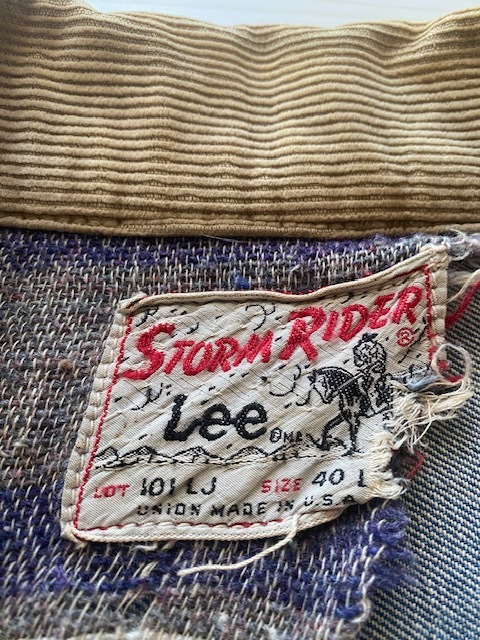 STORM RIDER ®
Lee
LOT 101 LJ SIZE 40 L
UNION MADE IN U.S.A